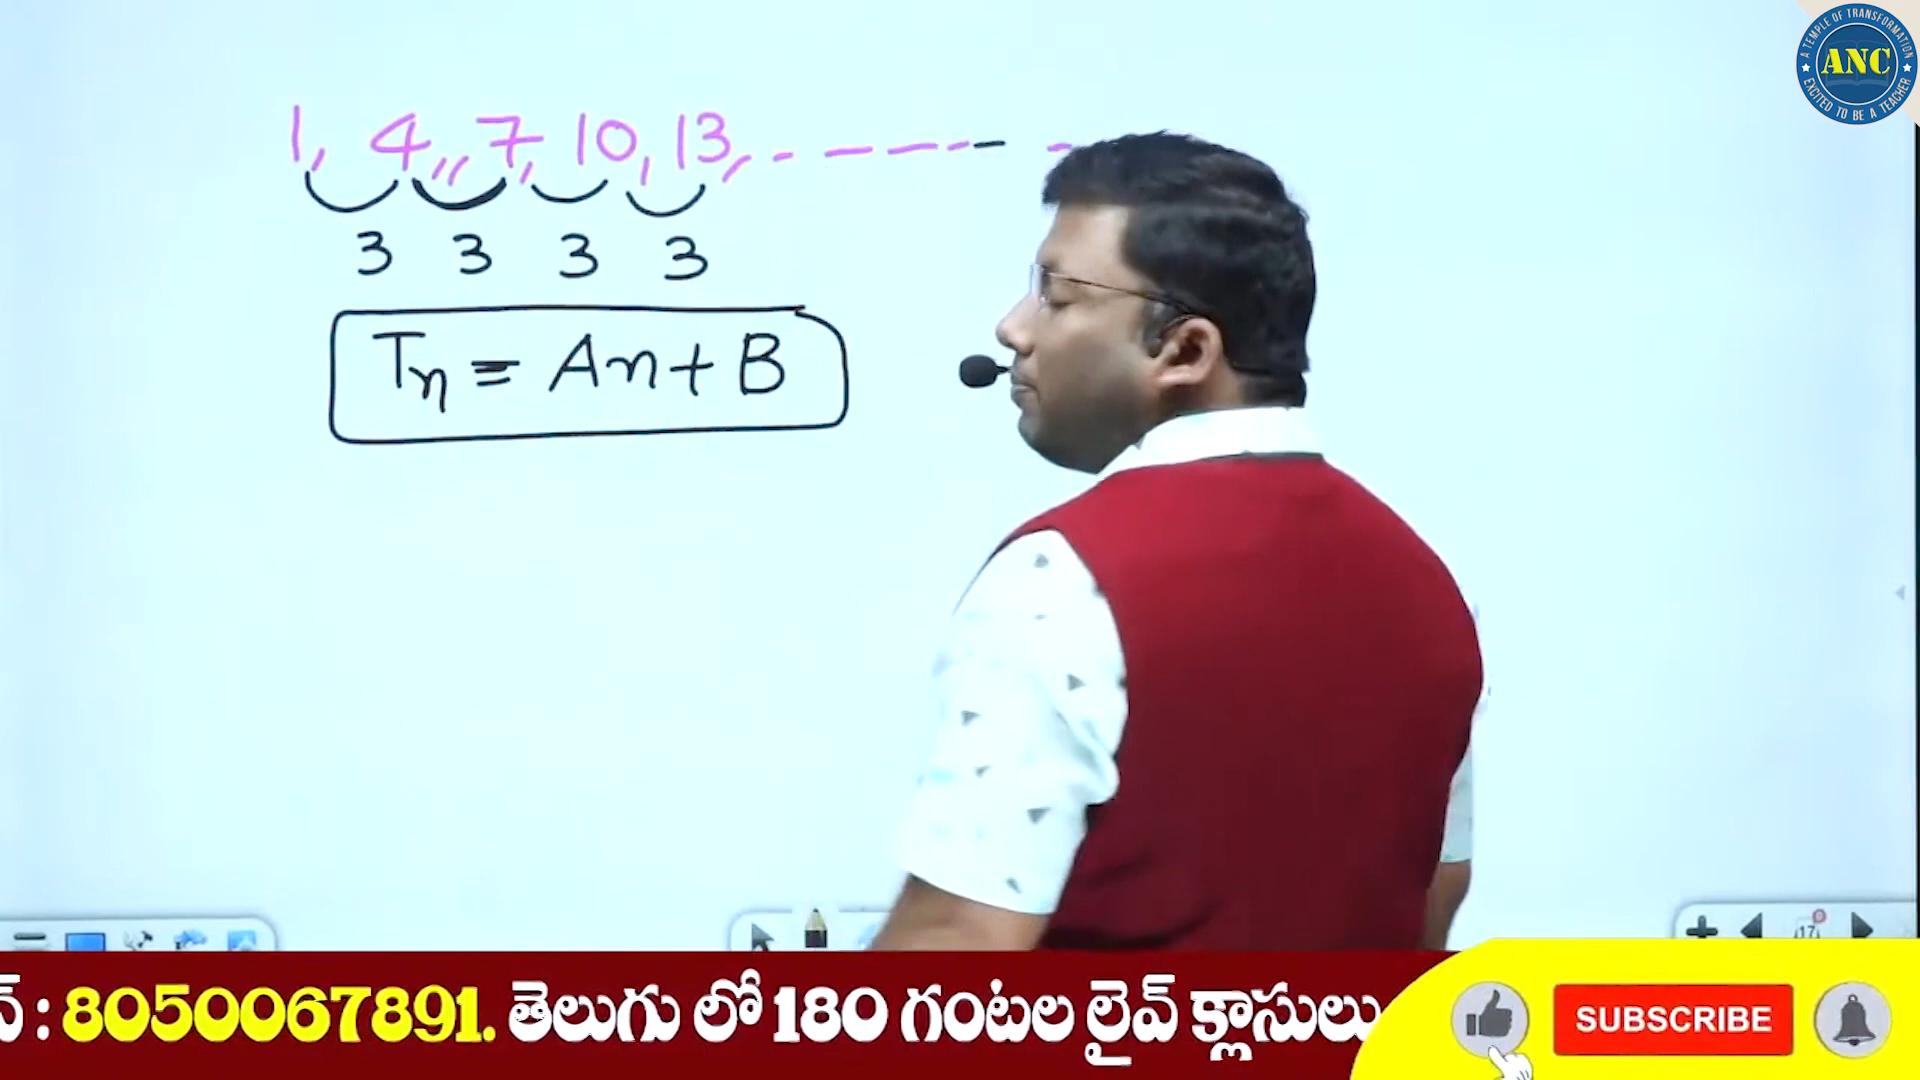 1, 4,, 7, 10, 13, - - - - - -
3 3 3 3
Tn = An + B
A TEMPLE OF TRANSFORMATION
ANC
EXCITED TO BE A TEACHER
17
: 8050067891. తెలుగు లో 180 గంటల లైవ్ క్లాసులు
SUBSCRIBE